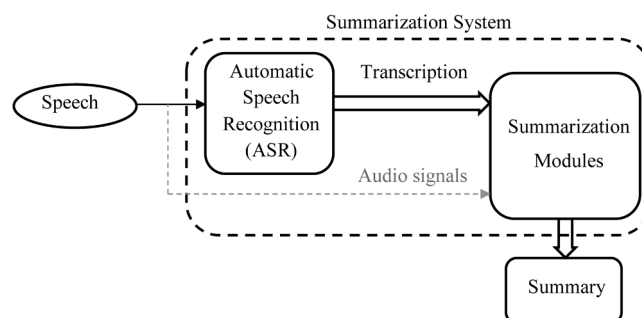 Summarization System
Speech
Automatic
Speech
Recognition
(ASR)
Transcription
Audio signals
Summarization
Modules
Summary